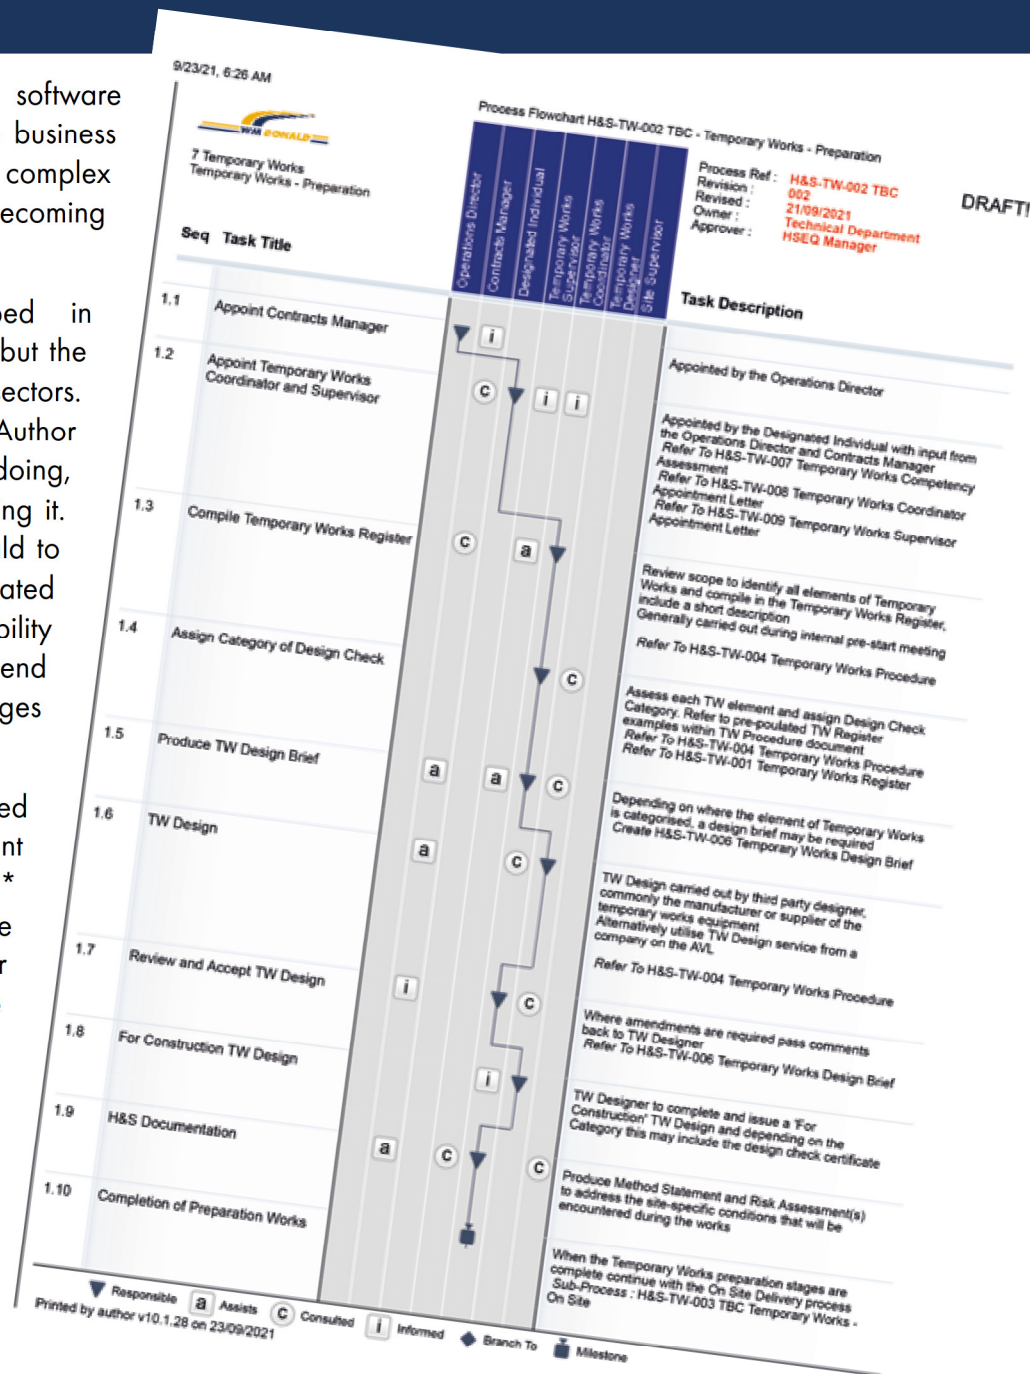 software
business
complex
ecoming
in
but the
sectors.
Author
doing,
ng it.
ld to
ated
bility
end
ges
ed
nt
*
e
r
9/23/21, 6:26 AM
WM DONALD
7 Temporary Works
Temporary Works - Preparation
Process Flowchart H&S-TW-002 TBC - Temporary Works - Preparation
Process Ref : H&S-TW-002 TBC
Revision : 002
Revised : 21/09/2021
Owner : Technical Department
Approver : HSEQ Manager
DRAFT!
Seq Task Title
Operations Director
Contracts Manager
Designated Individual
Temporary Works Supervisor
Temporary Works Coordinator
Temporary Works Designer
Site Supervisor
Task Description
1.1 Appoint Contracts Manager
i
Appointed by the Operations Director
1.2 Appoint Temporary Works
Coordinator and Supervisor
c i i
Appointed by the Designated Individual with input from
the Operations Director and Contracts Manager
Refer To H&S-TW-007 Temporary Works Competency
Assessment
Refer To H&S-TW-008 Temporary Works Coordinator
Appointment Letter
Refer To H&S-TW-009 Temporary Works Supervisor
Appointment Letter
1.3 Compile Temporary Works Register
c a
Review scope to identify all elements of Temporary
Works and compile in the Temporary Works Register,
include a short description
Generally carried out during internal pre-start meeting
Refer To H&S-TW-004 Temporary Works Procedure
1.4 Assign Category of Design Check
c
Assess each TW element and assign Design Check
Category. Refer to pre-poulated TW Register
examples within TW Procedure document
Refer To H&S-TW-004 Temporary Works Procedure
Refer To H&S-TW-001 Temporary Works Register
1.5 Produce TW Design Brief
a a c
Depending on where the element of Temporary Works
is categorised, a design brief may be required
Create H&S-TW-006 Temporary Works Design Brief
1.6 TW Design
a c
TW Design carried out by third party designer,
commonly the manufacturer or supplier of the
temporary works equipment
Alternatively utilise TW Design service from a
company on the AVL
Refer To H&S-TW-004 Temporary Works Procedure
1.7 Review and Accept TW Design
i c
Where amendments are required pass comments
back to TW Designer
Refer To H&S-TW-006 Temporary Works Design Brief
1.8 For Construction TW Design
i
TW Designer to complete and issue a 'For
Construction' TW Design and depending on the
Category this may include the design check certificate
1.9 H&S Documentation
a c c
Produce Method Statement and Risk Assessment(s)
to address the site-specific conditions that will be
encountered during the works
1.10 Completion of Preparation Works
When the Temporary Works preparation stages are
complete continue with the On Site Delivery process
Sub-Process : H&S-TW-003 TBC Temporary Works -
On Site
Responsible a Assists c Consulted i Informed Branch To Milestone
Printed by author v10.1.28 on 23/09/2021